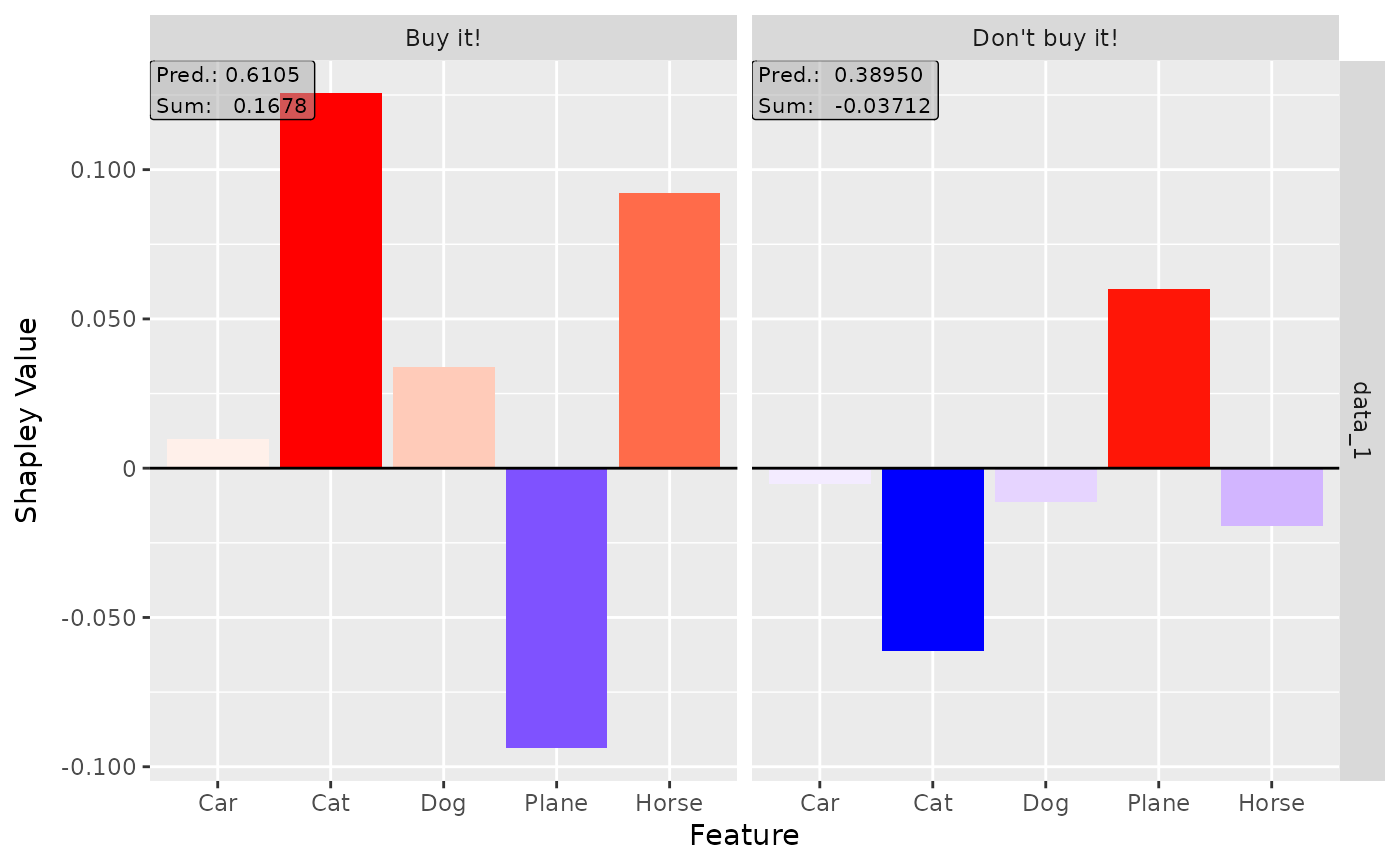 Buy it!
Don't buy it!
Pred.: 0.6105
Sum: 0.1678
Pred.: 0.38950
Sum: -0.03712
0.100
0.050
0
-0.050
-0.100
Shapley Value
data_1
Car Cat Dog Plane Horse
Car Cat Dog Plane Horse
Feature